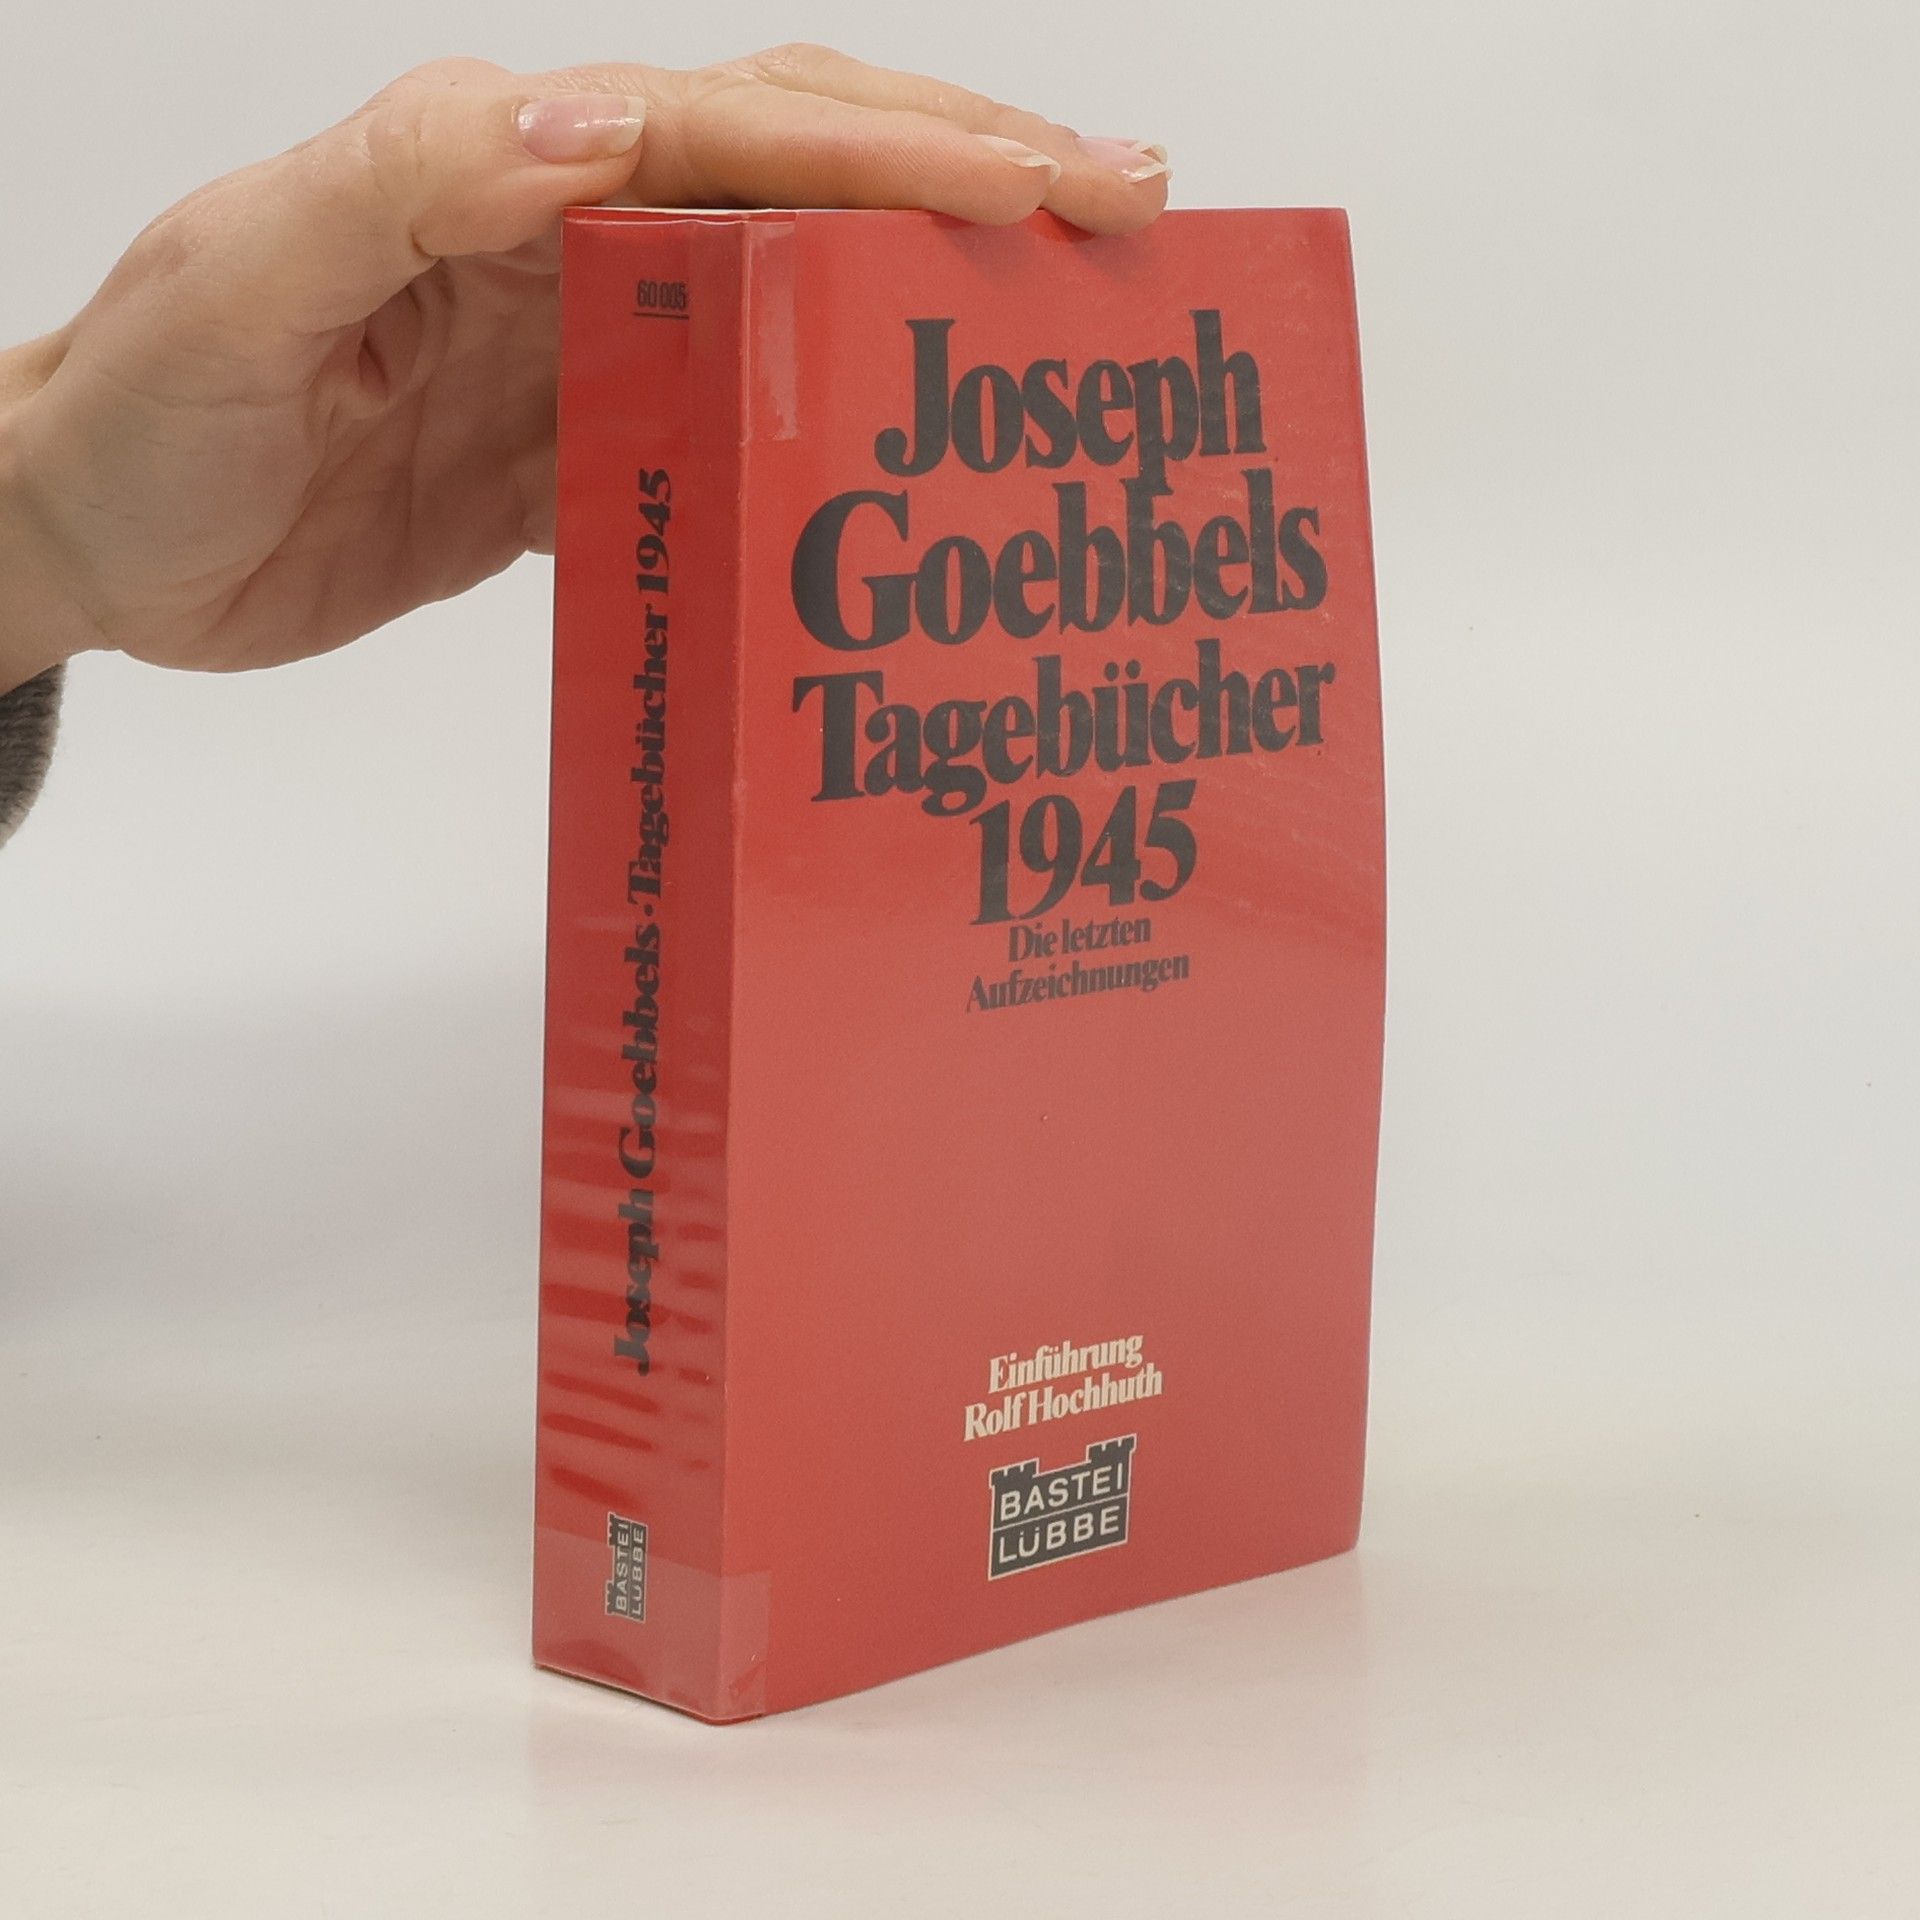 60 005
Joseph Goebbels · Tagebücher 1945
BASTEI
LÜBBE
Joseph
Goebbels
Tagebücher
1945
Die letzten
Aufzeichnungen
Einführung
Rolf Hochhuth
BASTEI
LÜBBE